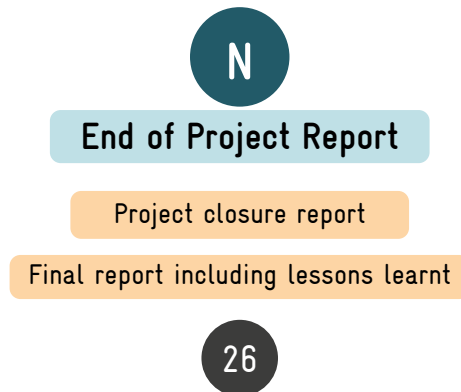 N
End of Project Report
Project closure report
Final report including lessons learnt
26